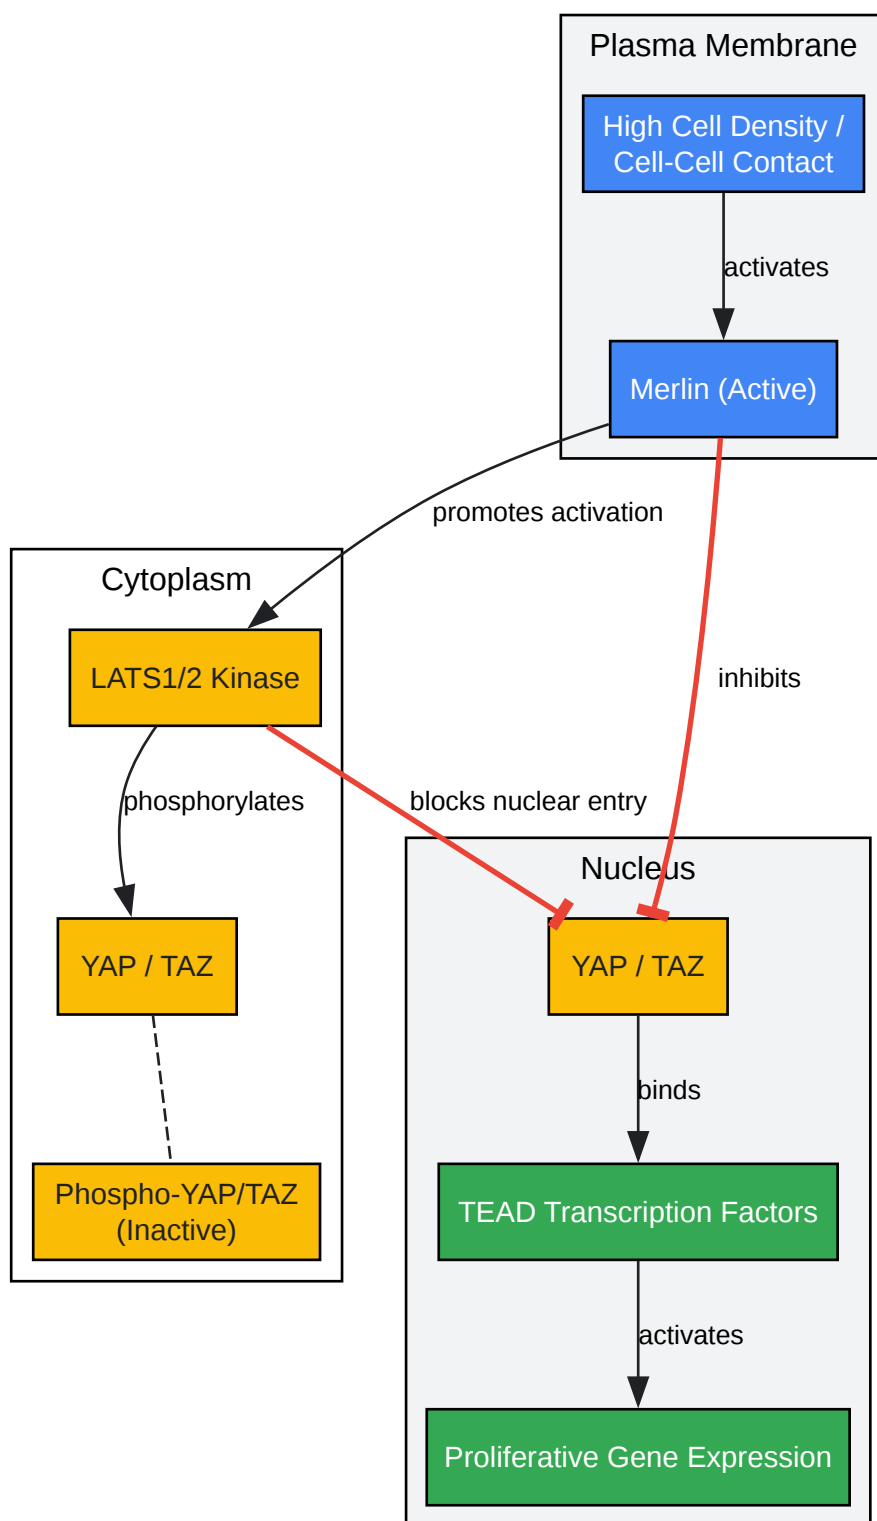 Plasma Membrane
High Cell Density /
Cell-Cell Contact
activates
Merlin (Active)
promotes activation
inhibits
Cytoplasm
LATS1/2 Kinase
phosphorylates
blocks nuclear entry
YAP / TAZ
Phospho-YAP/TAZ
(Inactive)
Nucleus
YAP / TAZ
binds
TEAD Transcription Factors
activates
Proliferative Gene Expression